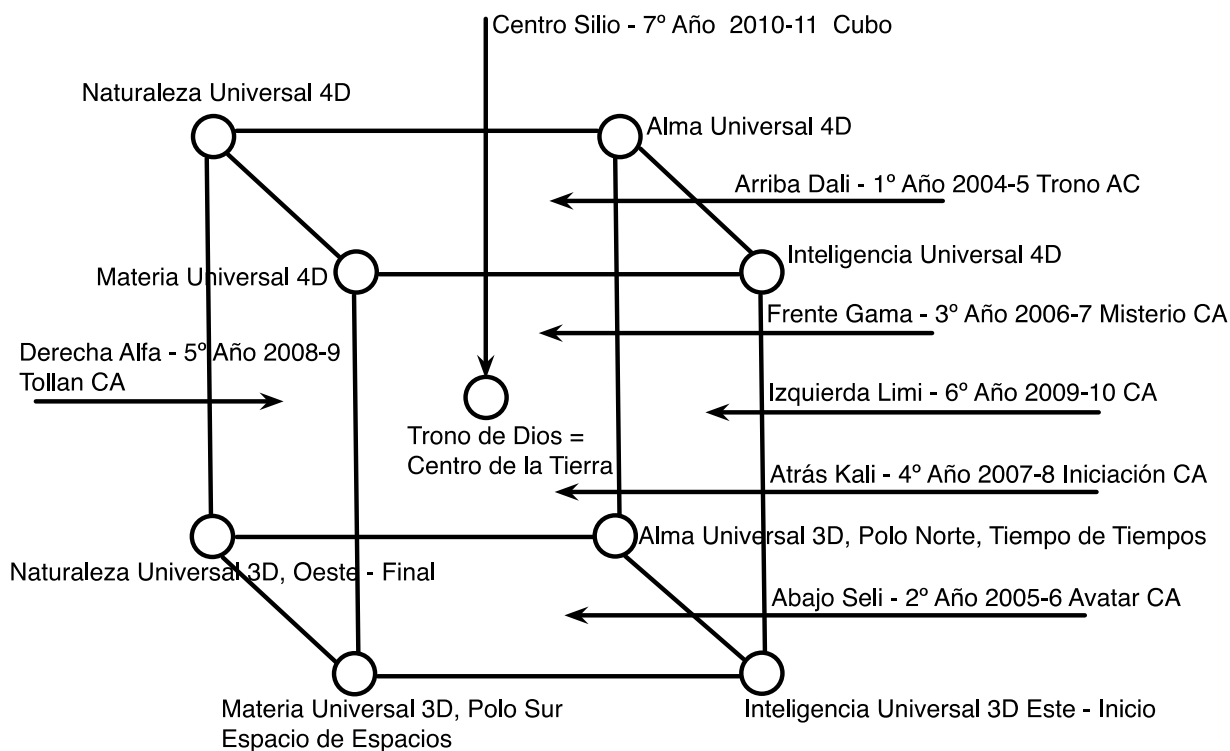 Centro Silio - 7º Año  2010-11  Cubo
Naturaleza Universal 4D
Alma Universal 4D
Arriba Dali - 1º Año 2004-5 Trono AC
Materia Universal 4D
Inteligencia Universal 4D
Frente Gama - 3º Año 2006-7 Misterio CA
Derecha Alfa - 5º Año 2008-9
Tollan CA
Izquierda Limi - 6º Año 2009-10 CA
Trono de Dios =
Centro de la Tierra
Atrás Kali - 4º Año 2007-8 Iniciación CA
Alma Universal 3D, Polo Norte, Tiempo de Tiempos
Naturaleza Universal 3D, Oeste - Final
Abajo Seli - 2º Año 2005-6 Avatar CA
Materia Universal 3D, Polo Sur
Espacio de Espacios
Inteligencia Universal 3D Este - Inicio